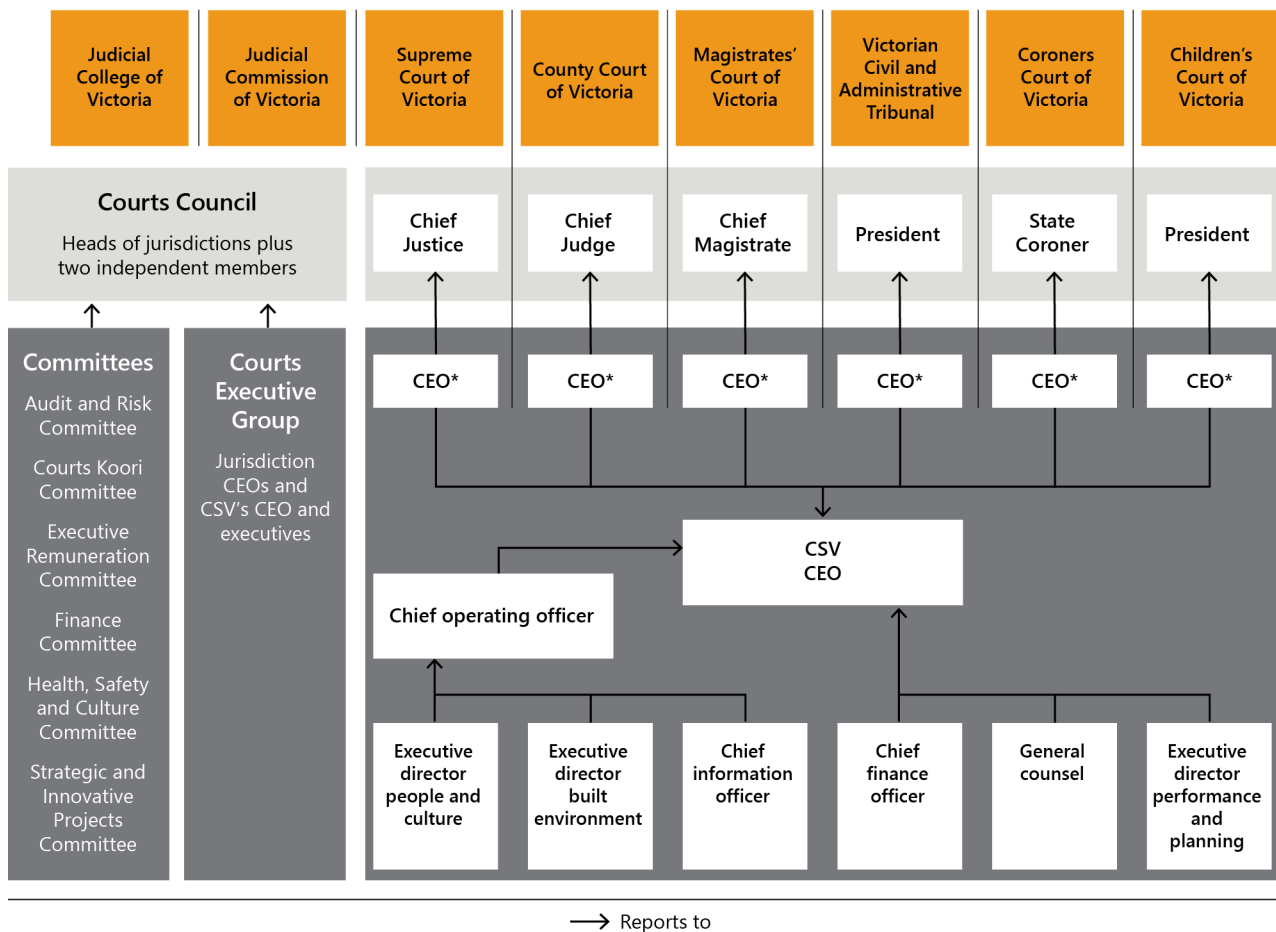 Judicial
College of
Victoria
Judicial
Commission
of Victoria
Supreme
Court of
Victoria
County Court
of Victoria
Magistrates’
Court of
Victoria
Victorian
Civil and
Administrative
Tribunal
Coroners
Court of
Victoria
Children’s
Court of
Victoria
Courts Council
Heads of jurisdictions plus
two independent members
Chief
Justice
Chief
Judge
Chief
Magistrate
President
State
Coroner
President
Committees
Audit and Risk
Committee
Courts Koori
Committee
Executive
Remuneration
Committee
Finance
Committee
Health, Safety
and Culture
Committee
Strategic and
Innovative
Projects
Committee
Courts
Executive
Group
Jurisdiction
CEOs and
CSV’s CEO and
executives
CEO*
CEO*
CEO*
CEO*
CEO*
CEO*
CSV
CEO
Chief operating officer
Executive
director
people and
culture
Executive
director
built
environment
Chief
information
officer
Chief
finance
officer
General
counsel
Executive
director
performance
and
planning
Reports to